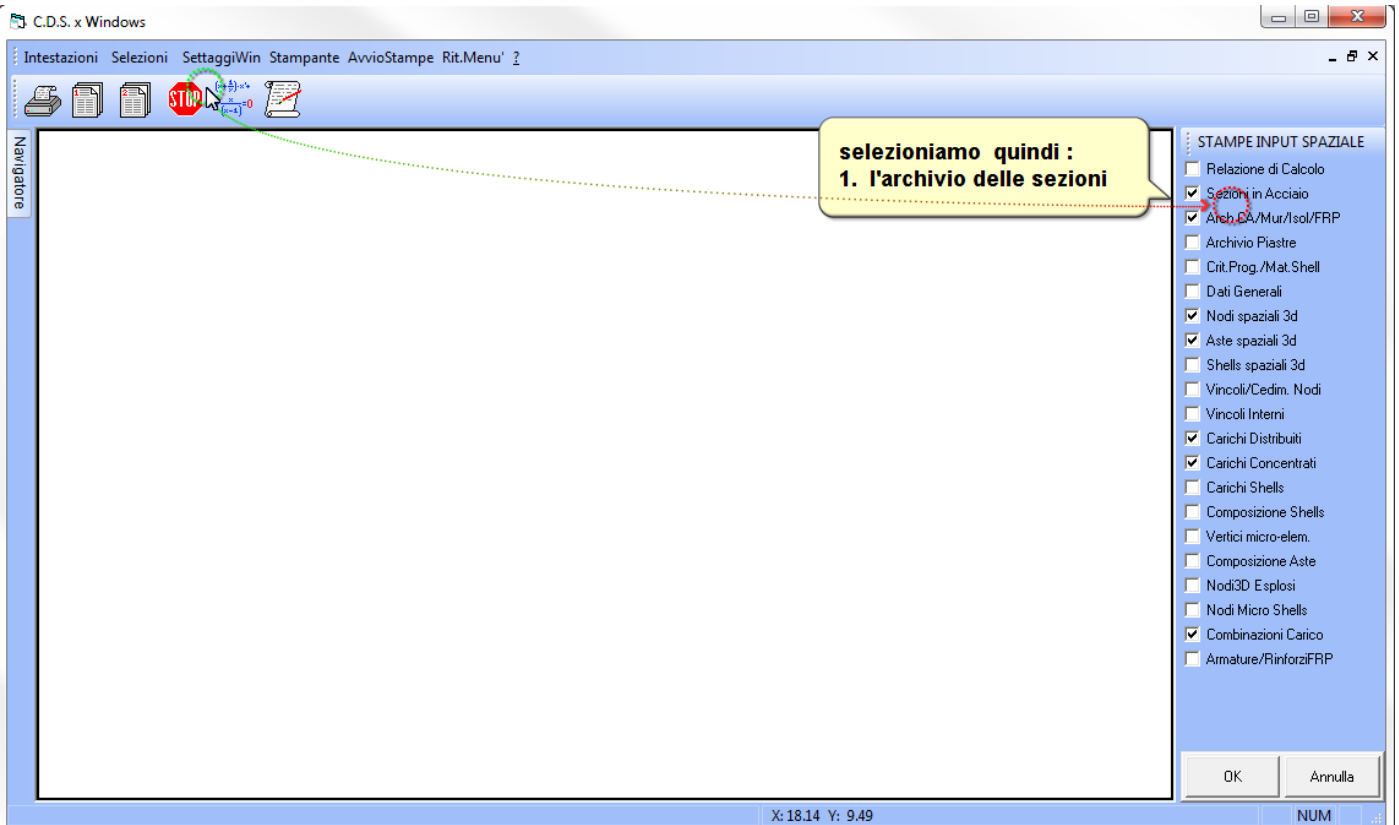 C.D.S. x Windows
Intestazioni Selezioni SettaggiWin Stampante AvvioStampe Rit.Menu' ?
1 2 STOP
Navigatore
selezioniamo quindi :
1. l'archivio delle sezioni
STAMPE INPUT SPAZIALE
Relazione di Calcolo
Sezioni in Acciaio
Arch.CA/Mur/Isol/FRP
Archivio Piastre
Crit.Prog./Mat.Shell
Dati Generali
Nodi spaziali 3d
Aste spaziali 3d
Shells spaziali 3d
Vincoli/Cedim. Nodi
Vincoli Interni
Carichi Distribuiti
Carichi Concentrati
Carichi Shells
Composizione Shells
Vertici micro-elem.
Composizione Aste
Nodi3D Esplosi
Nodi Micro Shells
Combinazioni Carico
Armature/RinforziFRP
OK Annulla
X: 18.14 Y: 9.49 NUM